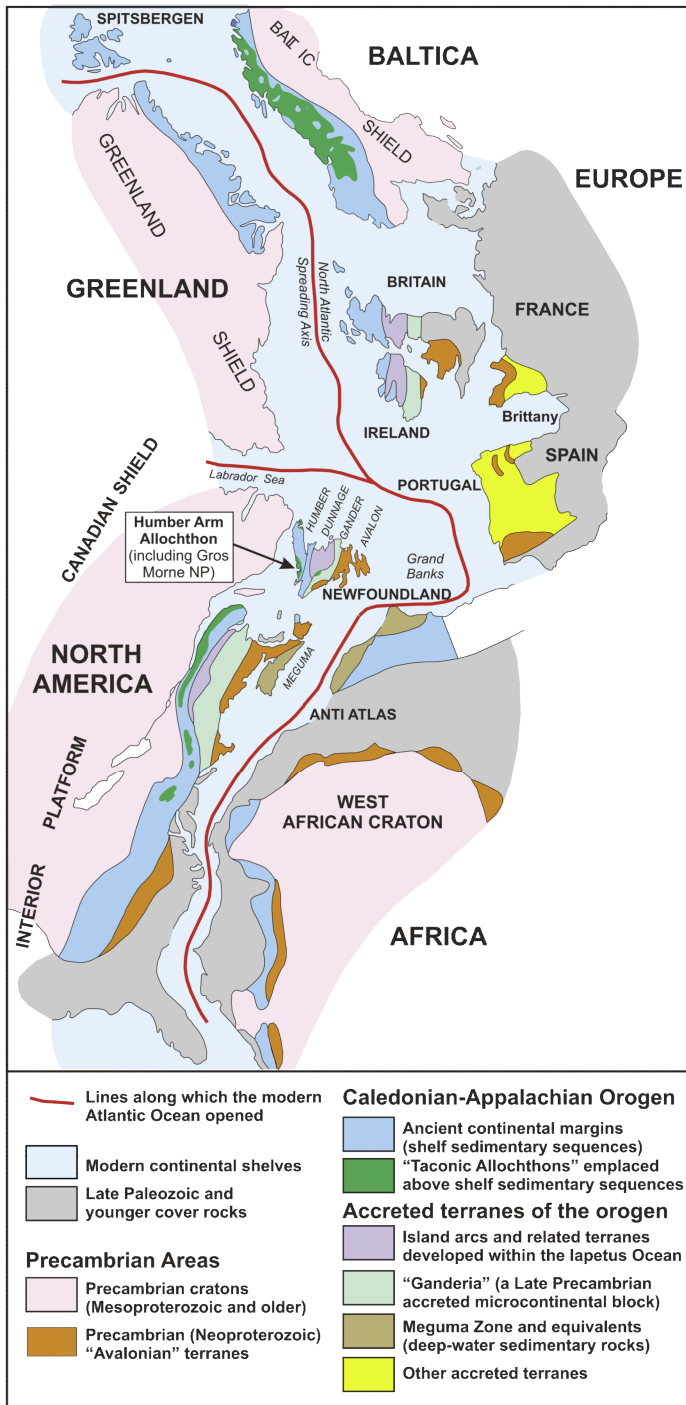 SPITSBERGEN
BALTIC
SHIELD
BALTICA
GREENLAND
SHIELD
EUROPE
GREENLAND
North Atlantic
Spreading Axis
BRITAIN
FRANCE
IRELAND
Brittany
SPAIN
PORTUGAL
Labrador Sea
CANADIAN SHIELD
Humber Arm
Allochthon
(including Gros
Morne NP)
HUMBER
DUNNAGE
GANDER
AVALON
Grand
Banks
NEWFOUNDLAND
NORTH
AMERICA
MEGUMA
ANTI ATLAS
PLATFORM
INTERIOR
WEST
AFRICAN CRATON
AFRICA
Lines along which the modern
Atlantic Ocean opened
Modern continental shelves
Late Paleozoic and
younger cover rocks
Precambrian Areas
Precambrian cratons
(Mesoproterozoic and older)
Precambrian (Neoproterozoic)
“Avalonian” terranes
Caledonian-Appalachian Orogen
Ancient continental margins
(shelf sedimentary sequences)
“Taconic Allochthons” emplaced
above shelf sedimentary sequences
Accreted terranes of the orogen
Island arcs and related terranes
developed within the Iapetus Ocean
“Ganderia” (a Late Precambrian
accreted microcontinental block)
Meguma Zone and equivalents
(deep-water sedimentary rocks)
Other accreted terranes